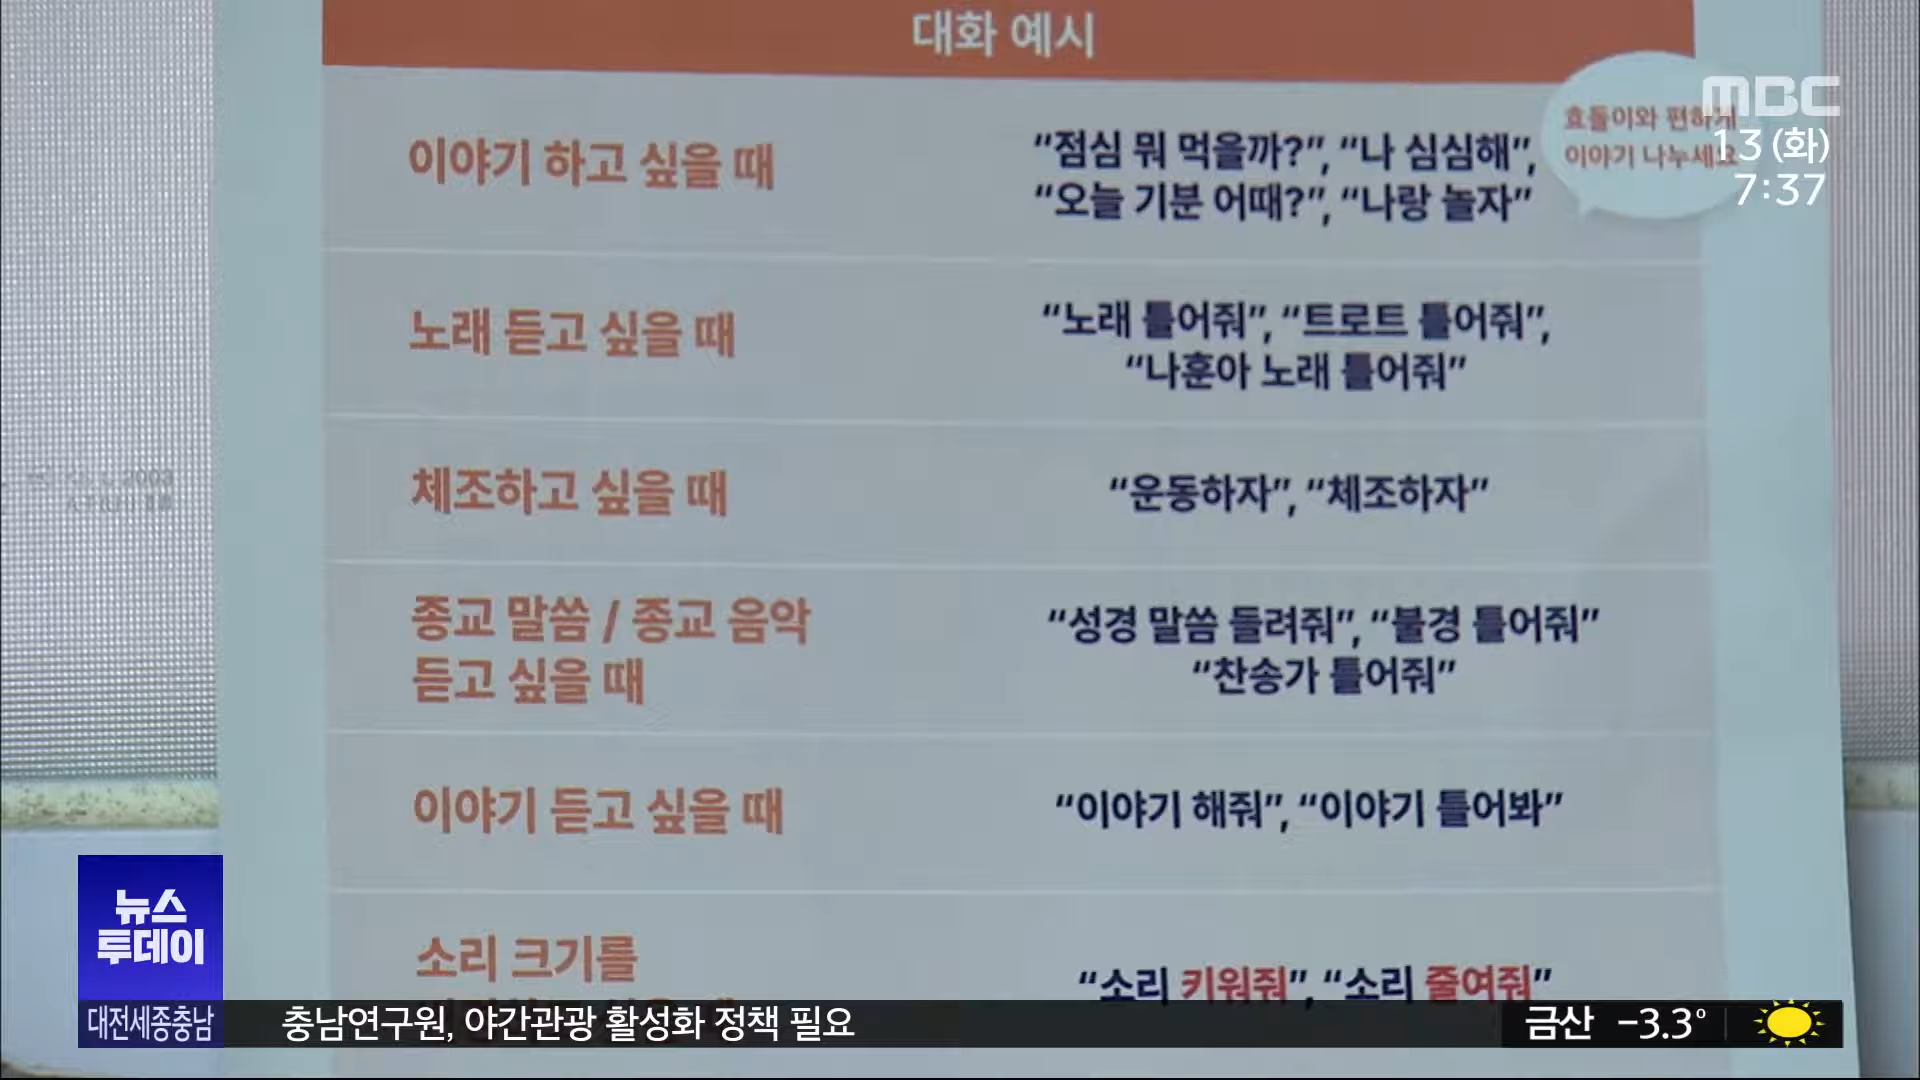 대화 예시
MBC
효돌이와 편하게
이야기 나누세요
13(화)
7:37
이야기 하고 싶을 때
“점심 뭐 먹을까?”, “나 심심해”,
“오늘 기분 어때?”, “나랑 놀자”
노래 듣고 싶을 때
“노래 틀어줘”, “트로트 틀어줘”,
“나훈아 노래 틀어줘”
체조하고 싶을 때
“운동하자”, “체조하자”
종교 말씀 / 종교 음악
듣고 싶을 때
“성경 말씀 들려줘”, “불경 틀어줘”
“찬송가 틀어줘”
이야기 듣고 싶을 때
“이야기 해줘”, “이야기 틀어봐”
소리 크기를
“소리 키워줘”, “소리 줄여줘”
뉴스
투데이
대전세종충남
충남연구원, 야간관광 활성화 정책 필요
금산 -3.3°